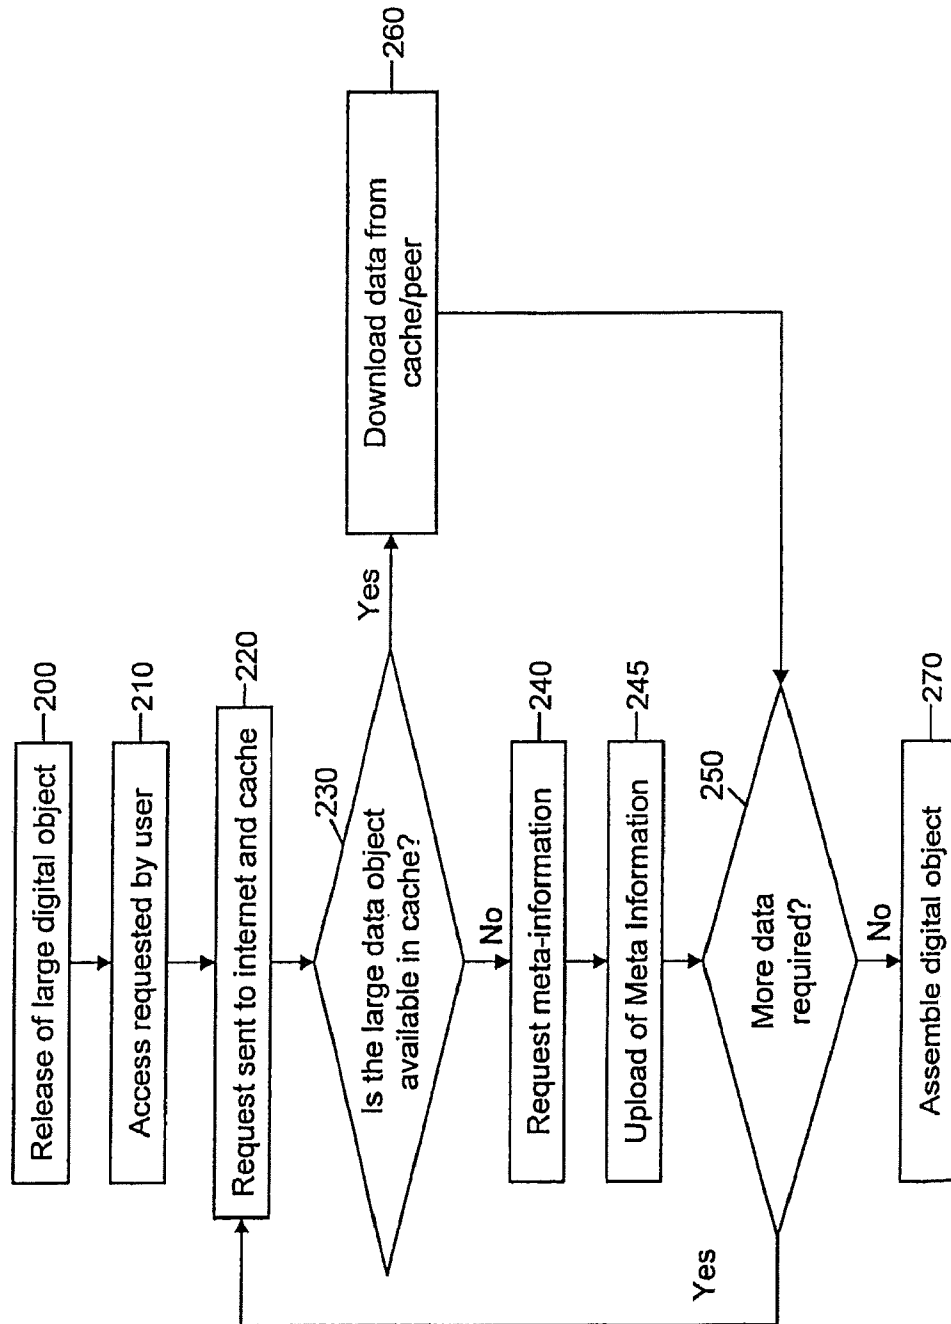 Release of large digital object
200
Access requested by user
210
Request sent to internet and cache
220
230
Is the large data object
available in cache?
Yes
Download data from
cache/peer
260
No
Request meta-information
240
Upload of Meta Information
245
250
More data
required?
Yes
No
Assemble digital object
270